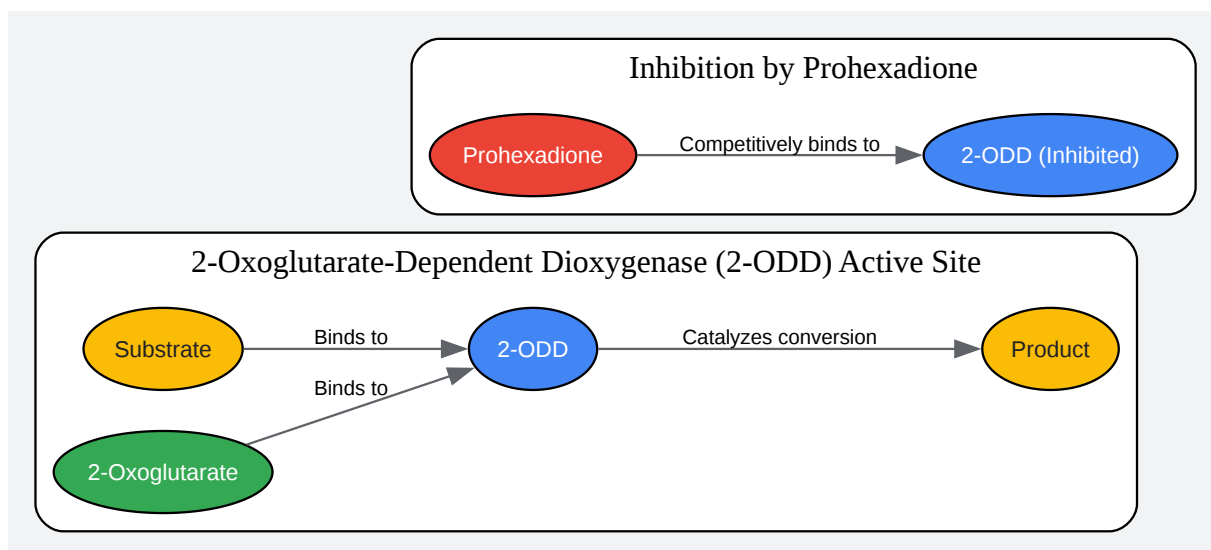 Inhibition by Prohexadione
Prohexadione
Competitively binds to
2-ODD (Inhibited)
2-Oxoglutarate-Dependent Dioxygenase (2-ODD) Active Site
Substrate
Binds to
2-ODD
Catalyzes conversion
Product
Binds to
2-Oxoglutarate